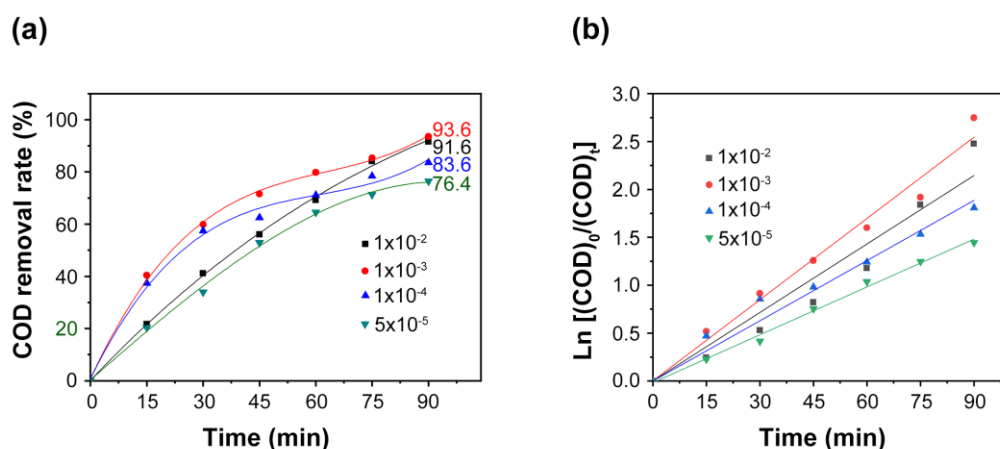 (a)
COD removal rate (%)
100
80
60
40
20
0
93.6
91.6
83.6
76.4
1x10⁻²
1x10⁻³
1x10⁻⁴
5x10⁻⁵
0 15 30 45 60 75 90
Time (min)
(b)
Ln [(COD)₀/(COD)ₜ]
3.0
2.5
2.0
1.5
1.0
0.5
0.0
1x10⁻²
1x10⁻³
1x10⁻⁴
5x10⁻⁵
0 15 30 45 60 75 90
Time (min)